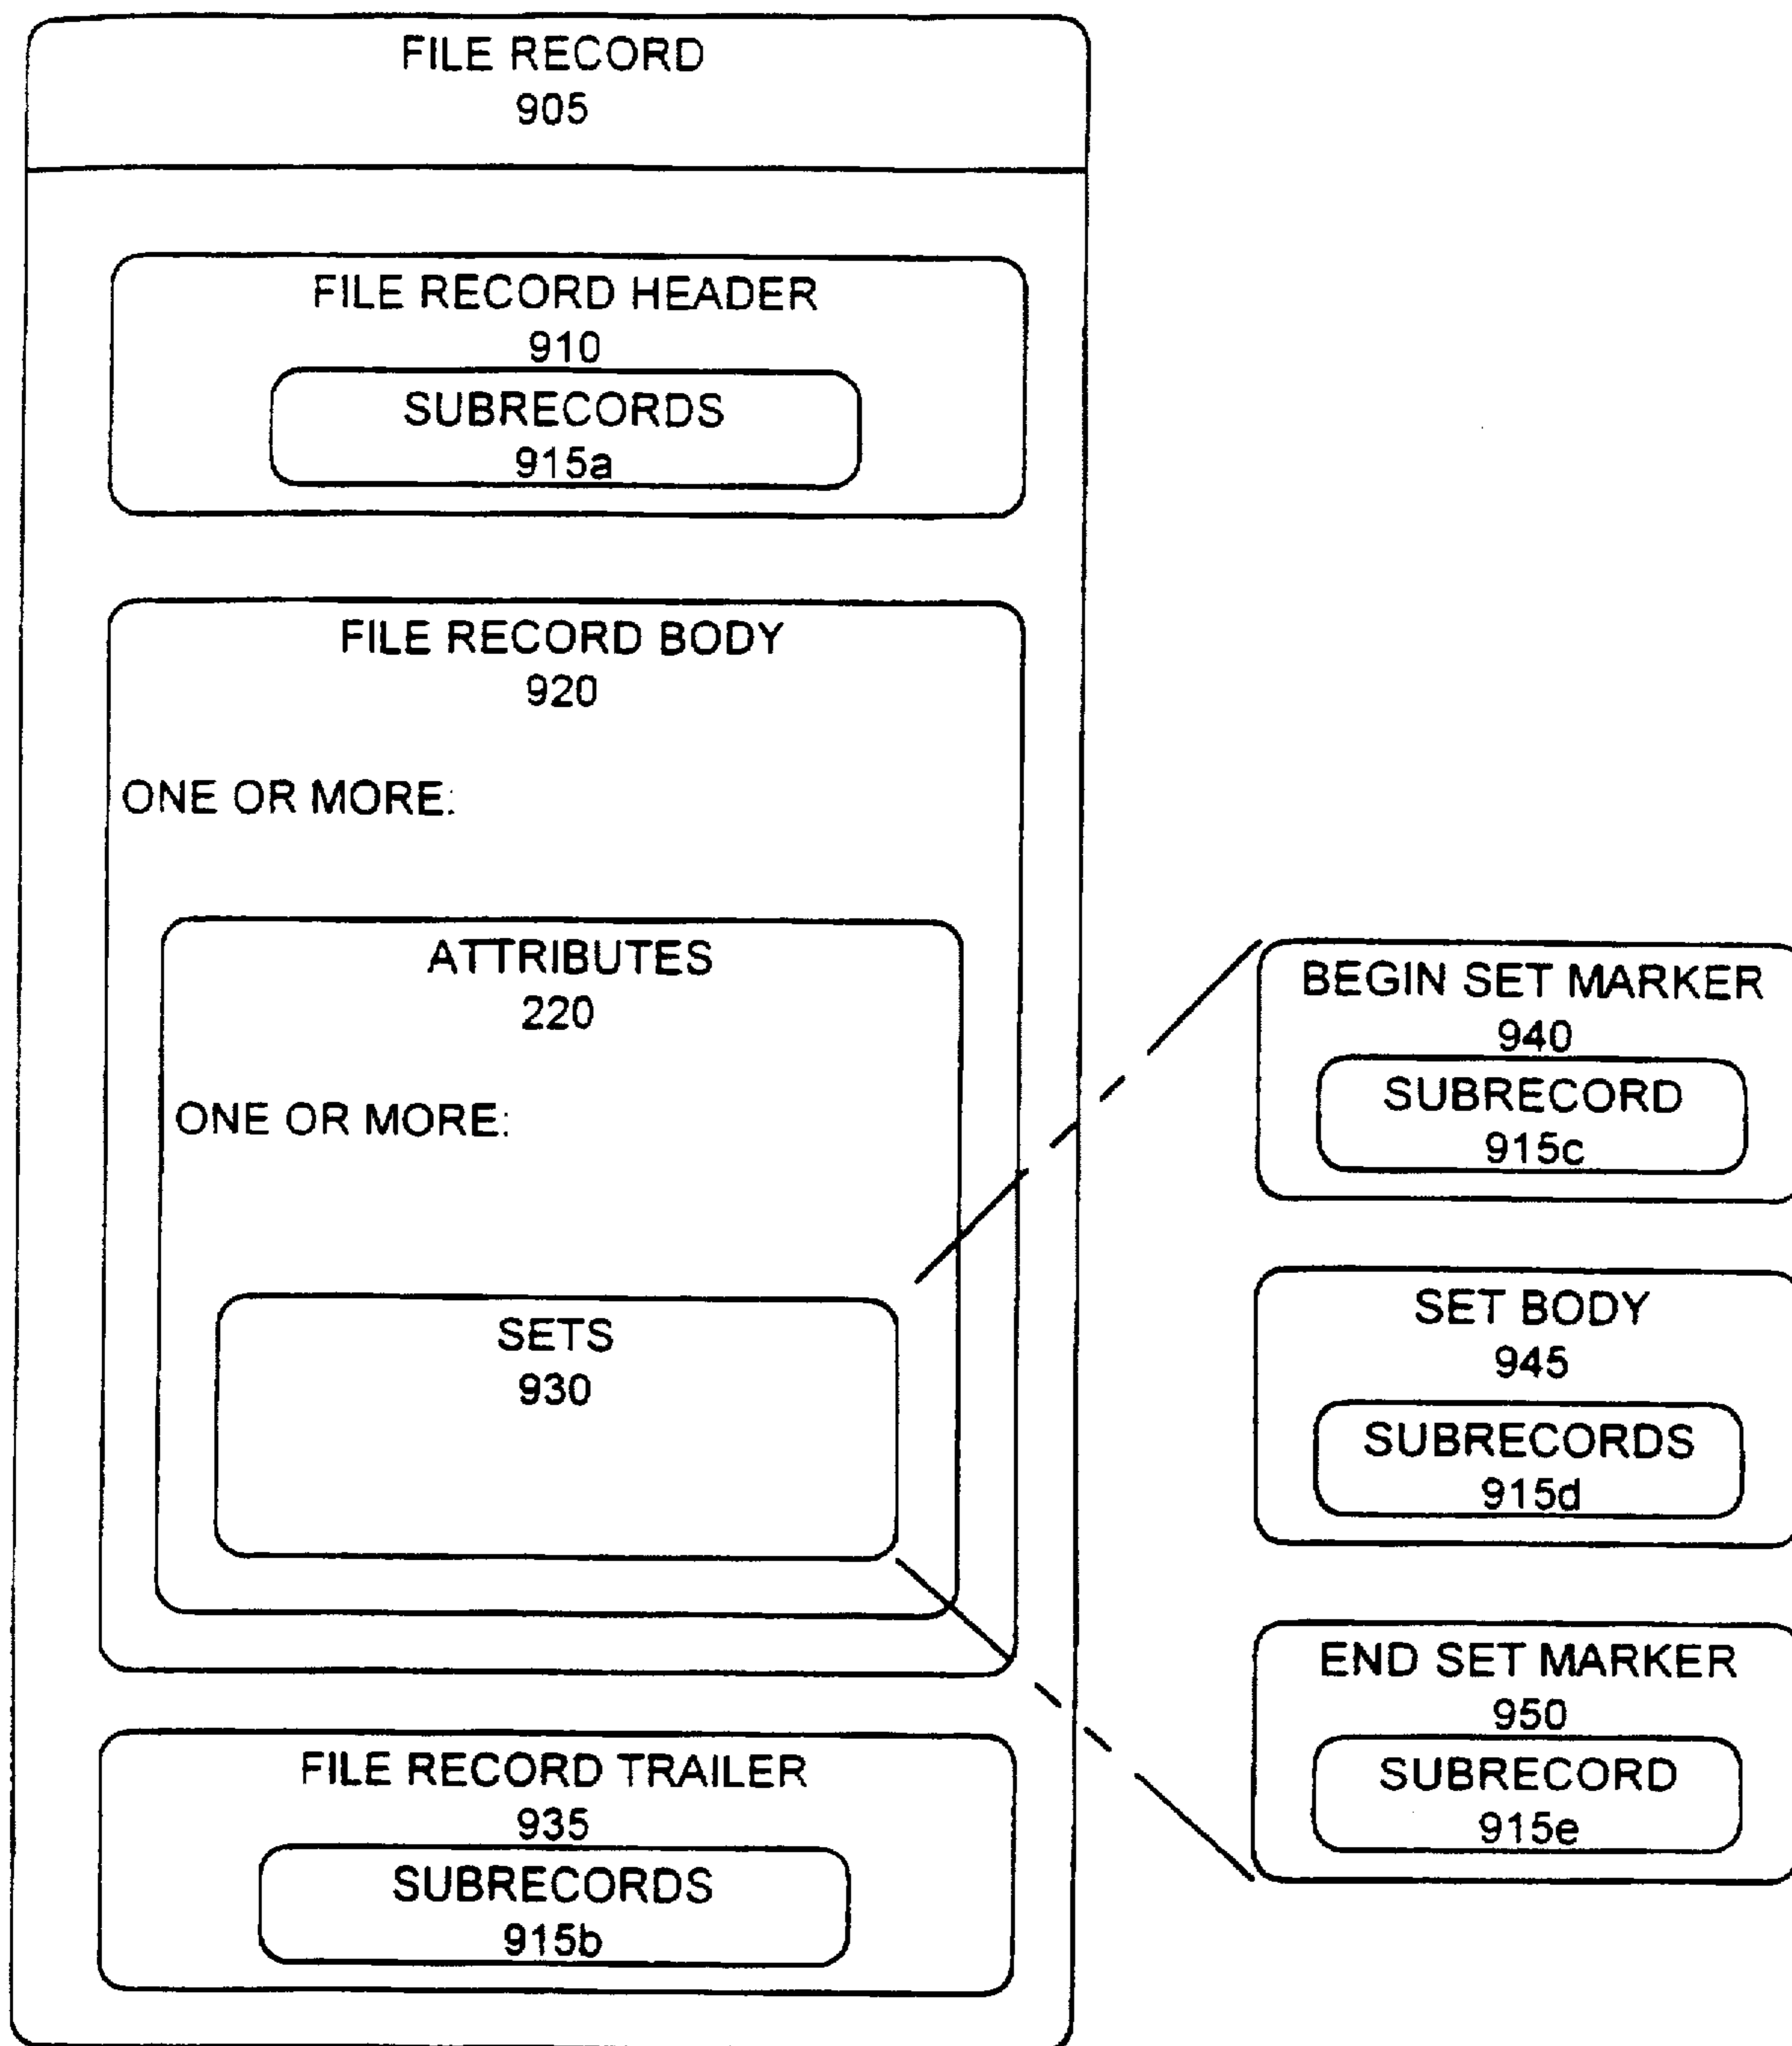 FILE RECORD
905
FILE RECORD HEADER
910
SUBRECORDS
915a
FILE RECORD BODY
920
ONE OR MORE:
ATTRIBUTES
220
ONE OR MORE:
SETS
930
FILE RECORD TRAILER
935
SUBRECORDS
915b
BEGIN SET MARKER
940
SUBRECORD
915c
SET BODY
945
SUBRECORDS
915d
END SET MARKER
950
SUBRECORD
915e